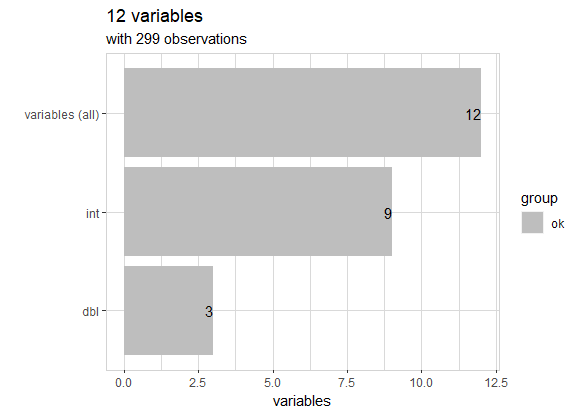 12 variables
with 299 observations
variables (all)
12
int
9
dbl
3
0.0
2.5
5.0
7.5
10.0
12.5
variables
group
ok